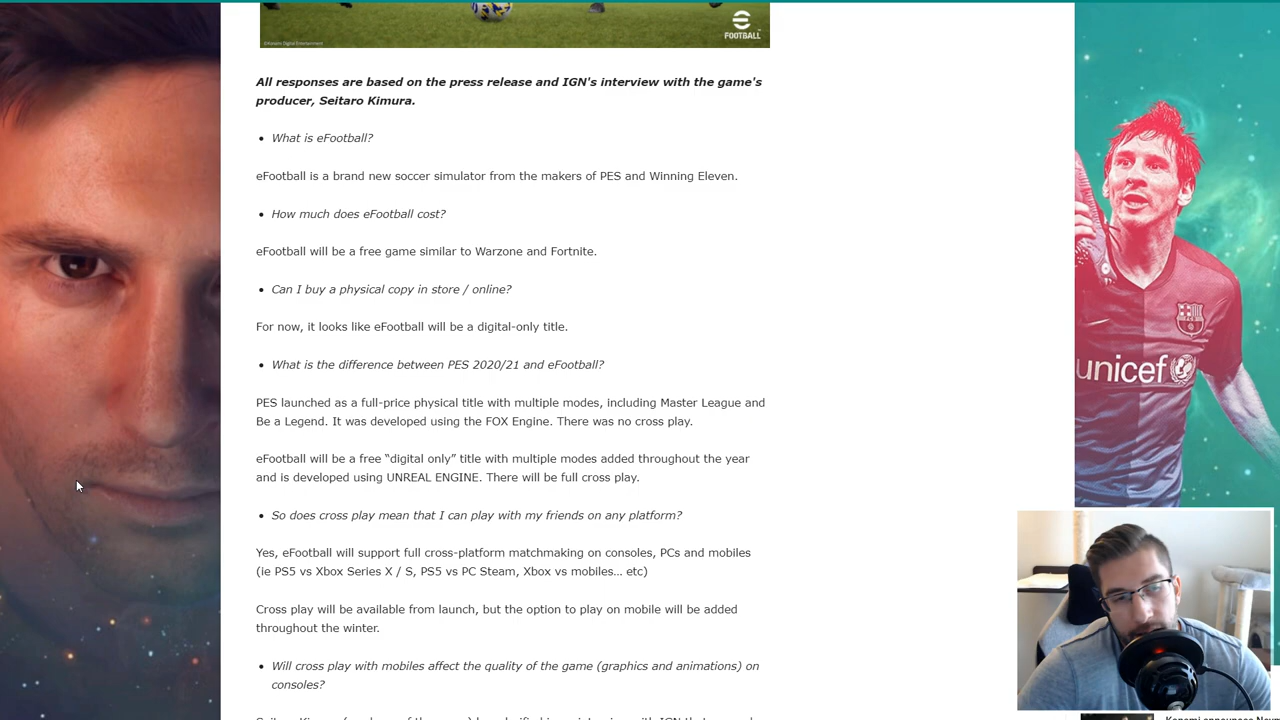 FOOTBALL
©Konami Digital Entertainment
All responses are based on the press release and IGN's interview with the game's
producer, Seitaro Kimura.
• What is eFootball?
eFootball is a brand new soccer simulator from the makers of PES and Winning Eleven.
• How much does eFootball cost?
eFootball will be a free game similar to Warzone and Fortnite.
• Can I buy a physical copy in store / online?
For now, it looks like eFootball will be a digital-only title.
• What is the difference between PES 2020/21 and eFootball?
PES launched as a full-price physical title with multiple modes, including Master League and
Be a Legend. It was developed using the FOX Engine. There was no cross play.
eFootball will be a free “digital only” title with multiple modes added throughout the year
and is developed using UNREAL ENGINE. There will be full cross play.
• So does cross play mean that I can play with my friends on any platform?
Yes, eFootball will support full cross-platform matchmaking on consoles, PCs and mobiles
(ie PS5 vs Xbox Series X / S, PS5 vs PC Steam, Xbox vs mobiles… etc)
Cross play will be available from launch, but the option to play on mobile will be added
throughout the winter.
• Will cross play with mobiles affect the quality of the game (graphics and animations) on
consoles?
unicef